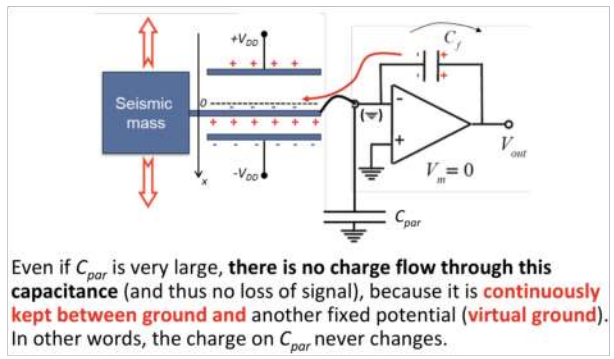 +VDD
Cf
+ + + +
Seismic
mass
0
- - - -
+ + + + + +
- - - - -
x
-VDD
-
+
(⏚)
Vm = 0
Vout
Cpar
Even if Cpar is very large, there is no charge flow through this
capacitance (and thus no loss of signal), because it is continuously
kept between ground and another fixed potential (virtual ground).
In other words, the charge on Cpar never changes.